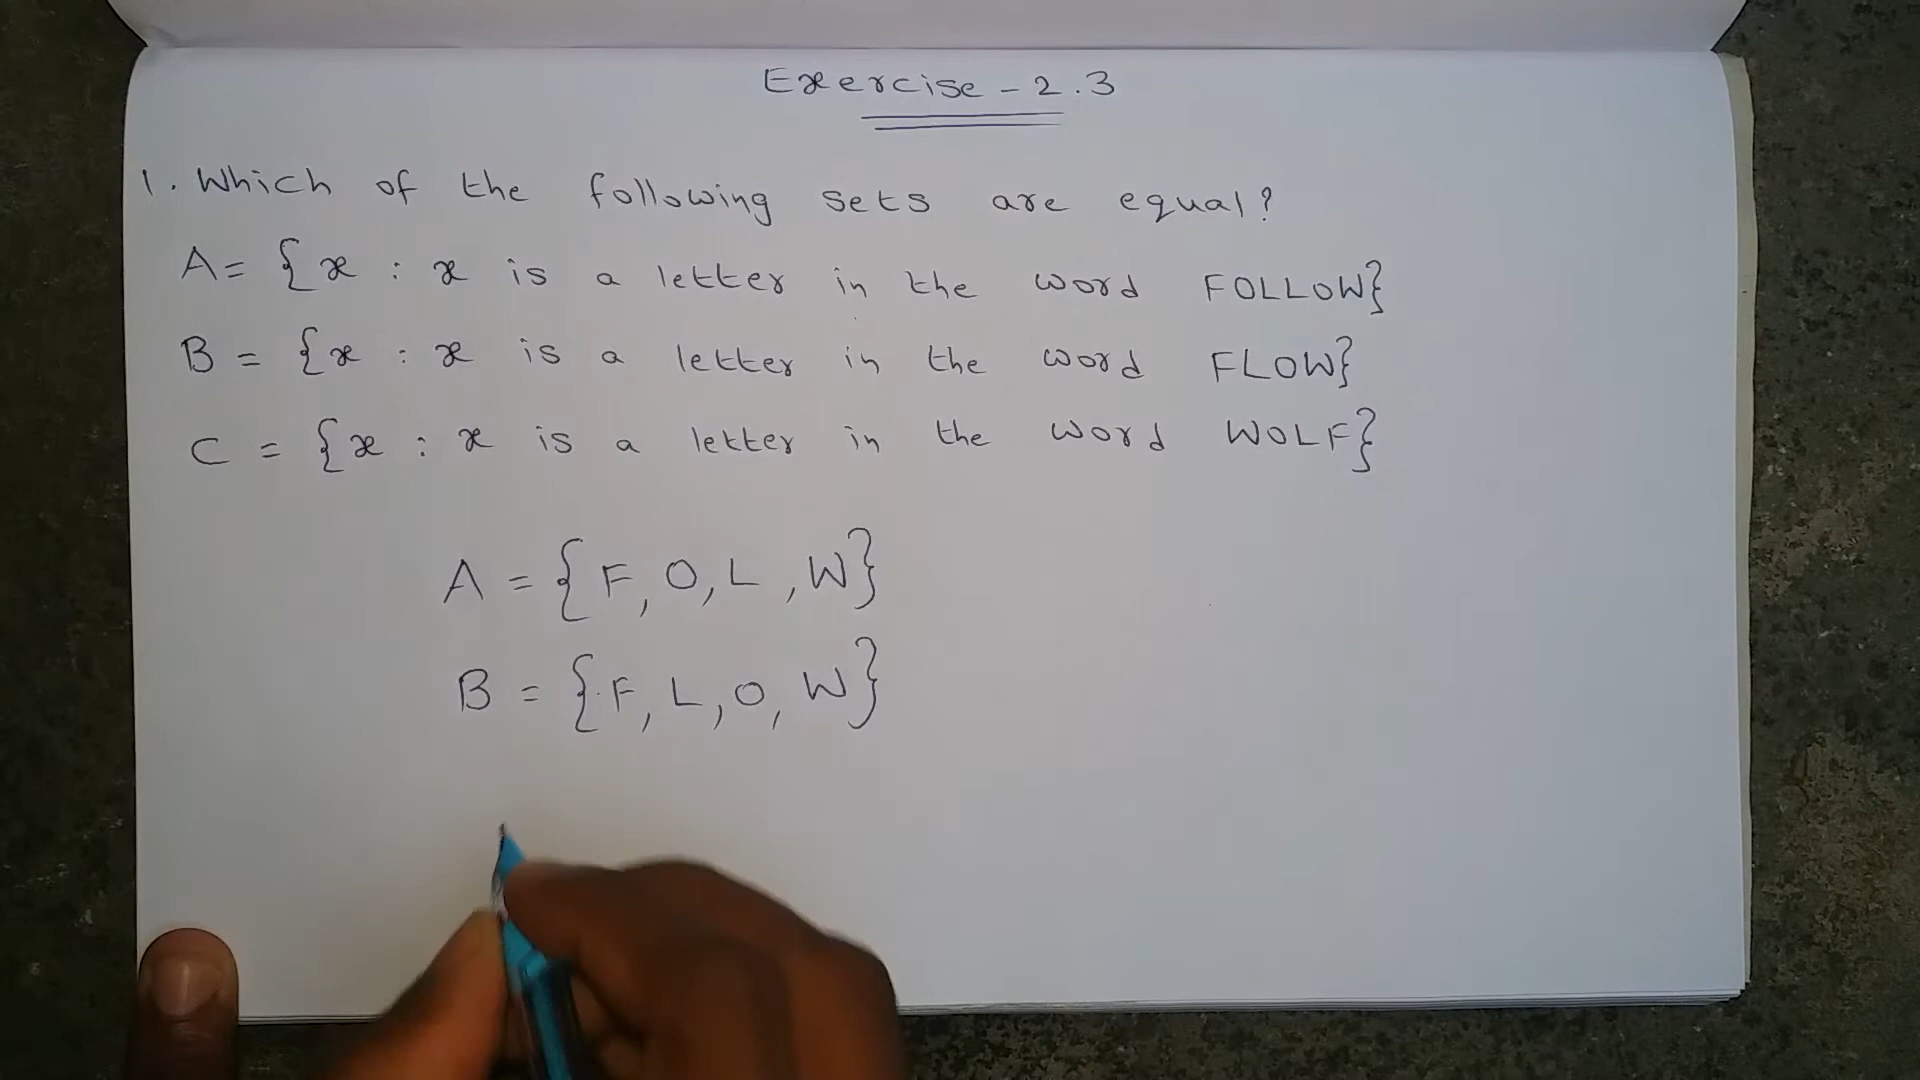 Exercise - 2.3
1. Which of the following sets are equal?
A = {x : x is a letter in the word FOLLOW}
B = {x : x is a letter in the word FLOW}
C = {x : x is a letter in the word WOLF}
A = {F, O, L, W}
B = {F, L, O, W}